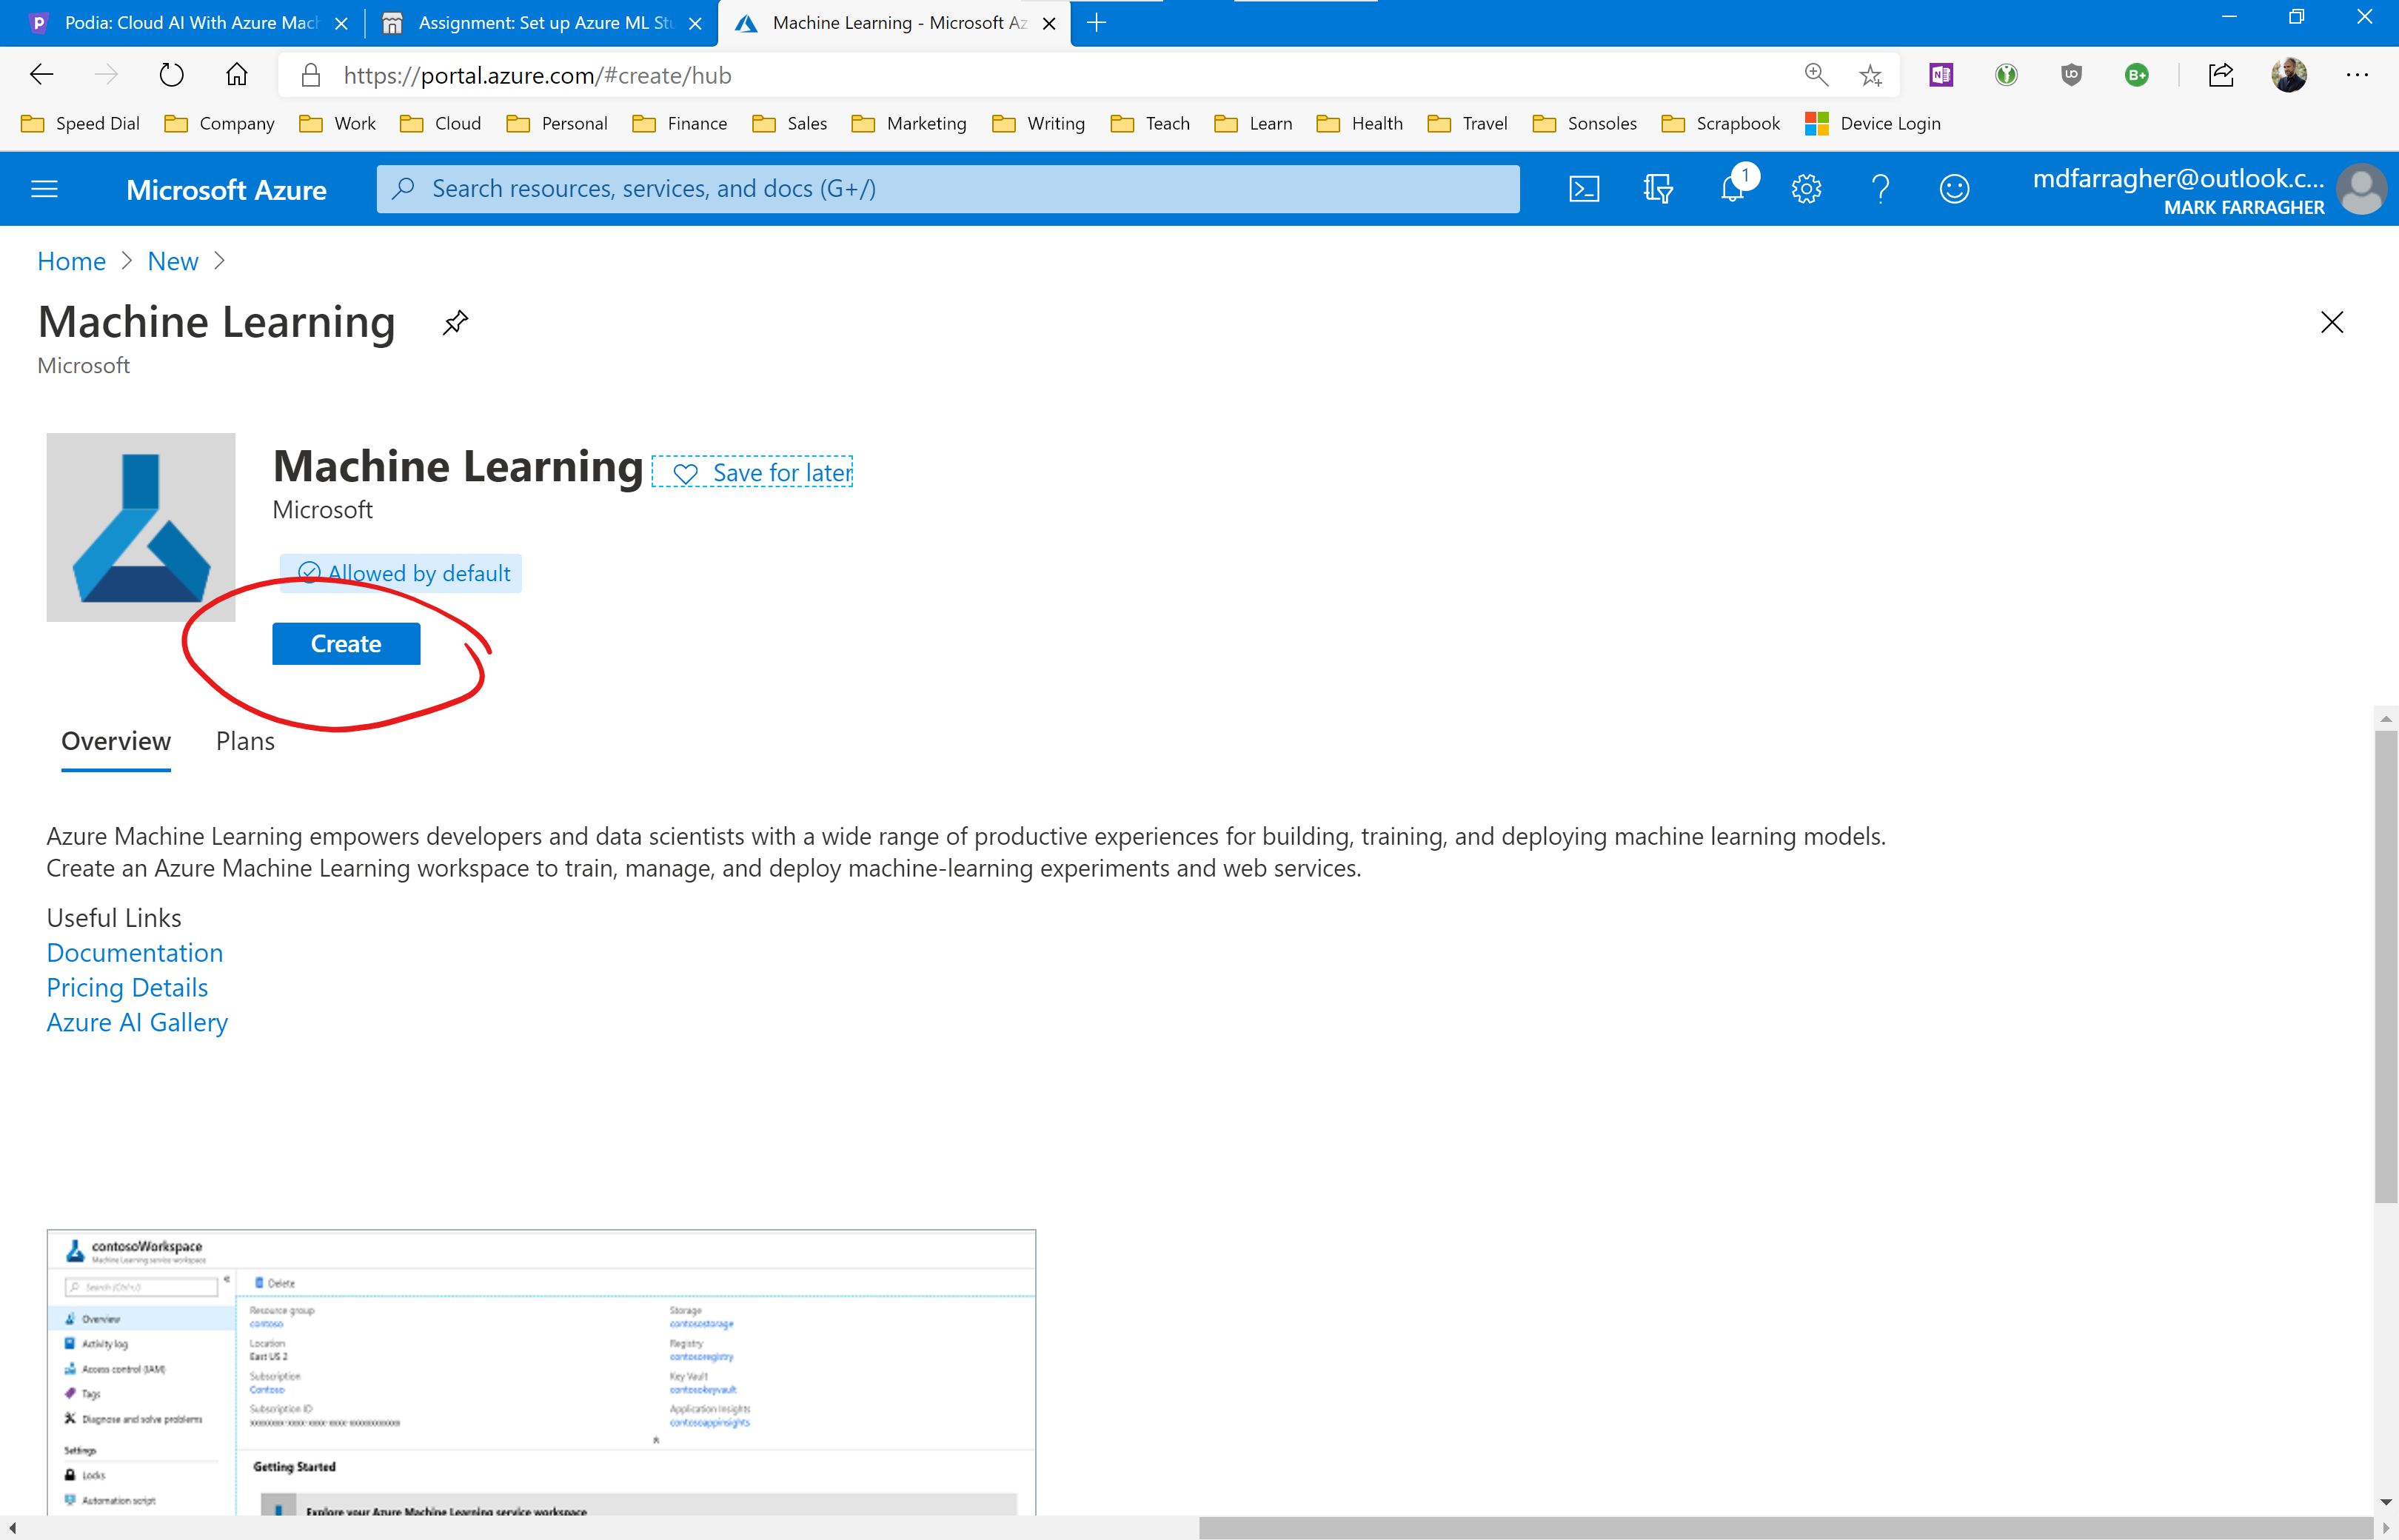 Podia: Cloud AI With Azure Mach
Assignment: Set up Azure ML Stu
Machine Learning - Microsoft Az
https://portal.azure.com/#create/hub
Speed Dial Company Work Cloud Personal Finance Sales Marketing Writing Teach Learn Health Travel Sonsoles Scrapbook Device Login
Microsoft Azure
Search resources, services, and docs (G+/)
1
mdfarragher@outlook.c...
MARK FARRAGHER
Home > New >
Machine Learning
Microsoft
Machine Learning
Save for later
Microsoft
Allowed by default
Create
Overview Plans
Azure Machine Learning empowers developers and data scientists with a wide range of productive experiences for building, training, and deploying machine learning models.
Create an Azure Machine Learning workspace to train, manage, and deploy machine-learning experiments and web services.
Useful Links
Documentation
Pricing Details
Azure AI Gallery
contosoWorkspace
Machine Learning service workspace
Search (Ctrl+/)
Delete
Overview
Activity log
Access control (IAM)
Tags
Diagnose and solve problems
Settings
Locks
Automation script
Resource group
contoso
Location
East US 2
Subscription
Contoso
Subscription ID
Storage
contosostorage
Registry
contosoregistry
Key Vault
contosokeyvault
Application Insights
contosoappinsights
Getting Started
Explore your Azure Machine Learning service workspace